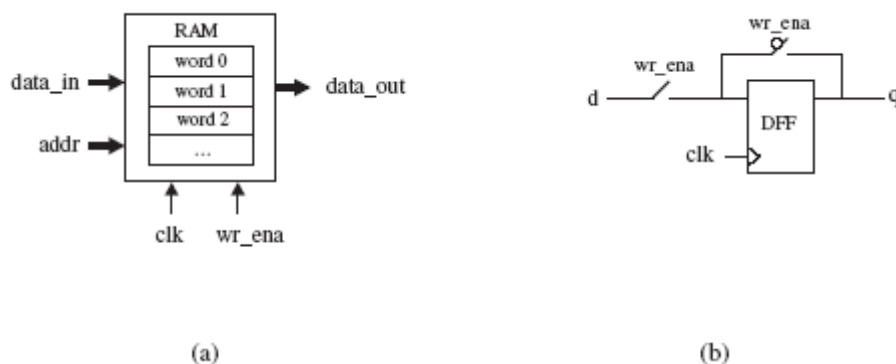 RAM
word 0
data_in
word 1
data_out
word 2
addr
...
clk
wr_ena
(a)
wr_ena
wr_ena
d
q
DFF
clk
(b)